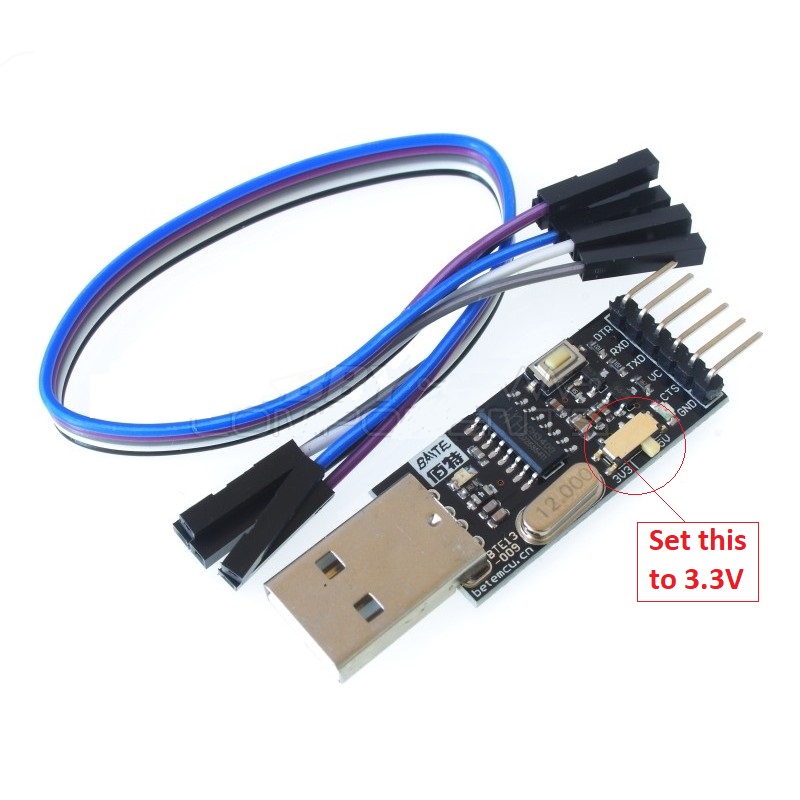 DTR
RXD
TXD
VC
CTS
GND
5V
3V3
BAITE
佰特
12.000
BTE13
-009
betemcu.cn
Set this
to 3.3V